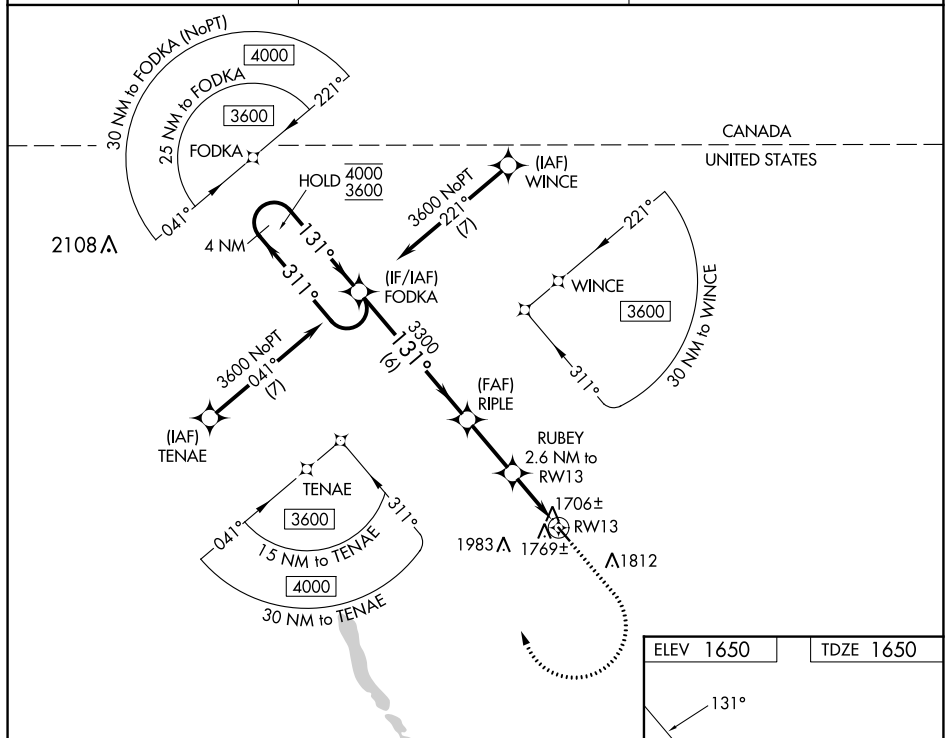 30 NM to FODKA (NoPT)
4000
25 NM to FODKA
3600
221°
FODKA
041°
CANADA
UNITED STATES
(IAF)
WINCE
HOLD 4000
3600
3600 NoPT
221°
(7)
2108
4 NM
131°
311°
(IF/IAF)
FODKA
221°
WINCE
3600
30 NM to WINCE
311°
3300
131°
(6)
3600 NoPT
041°
(7)
(IAF)
TENAE
(FAF)
RIPLE
RUBEY
2.6 NM to
RW13
TENAE
3600
041°
311°
15 NM to TENAE
4000
30 NM to TENAE
1706±
RW13
1983
1769±
1812
ELEV 1650
TDZE 1650
131°